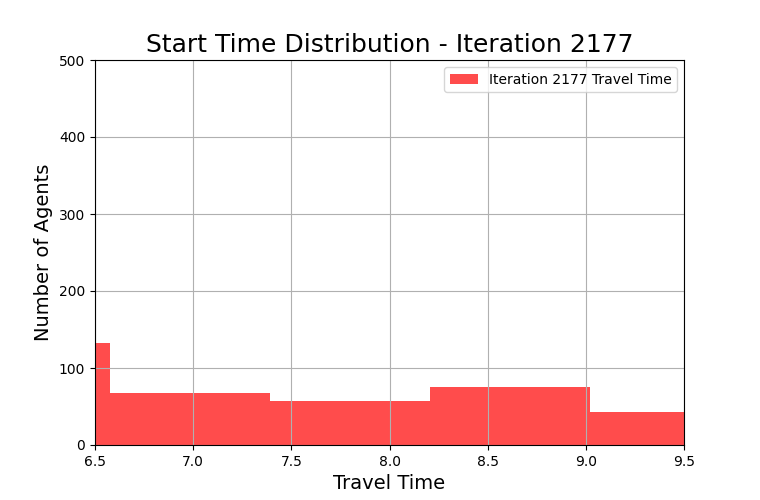 Start Time Distribution - Iteration 2177
Iteration 2177 Travel Time
Number of Agents
500
400
300
200
100
0
6.5 7.0 7.5 8.0 8.5 9.0 9.5
Travel Time